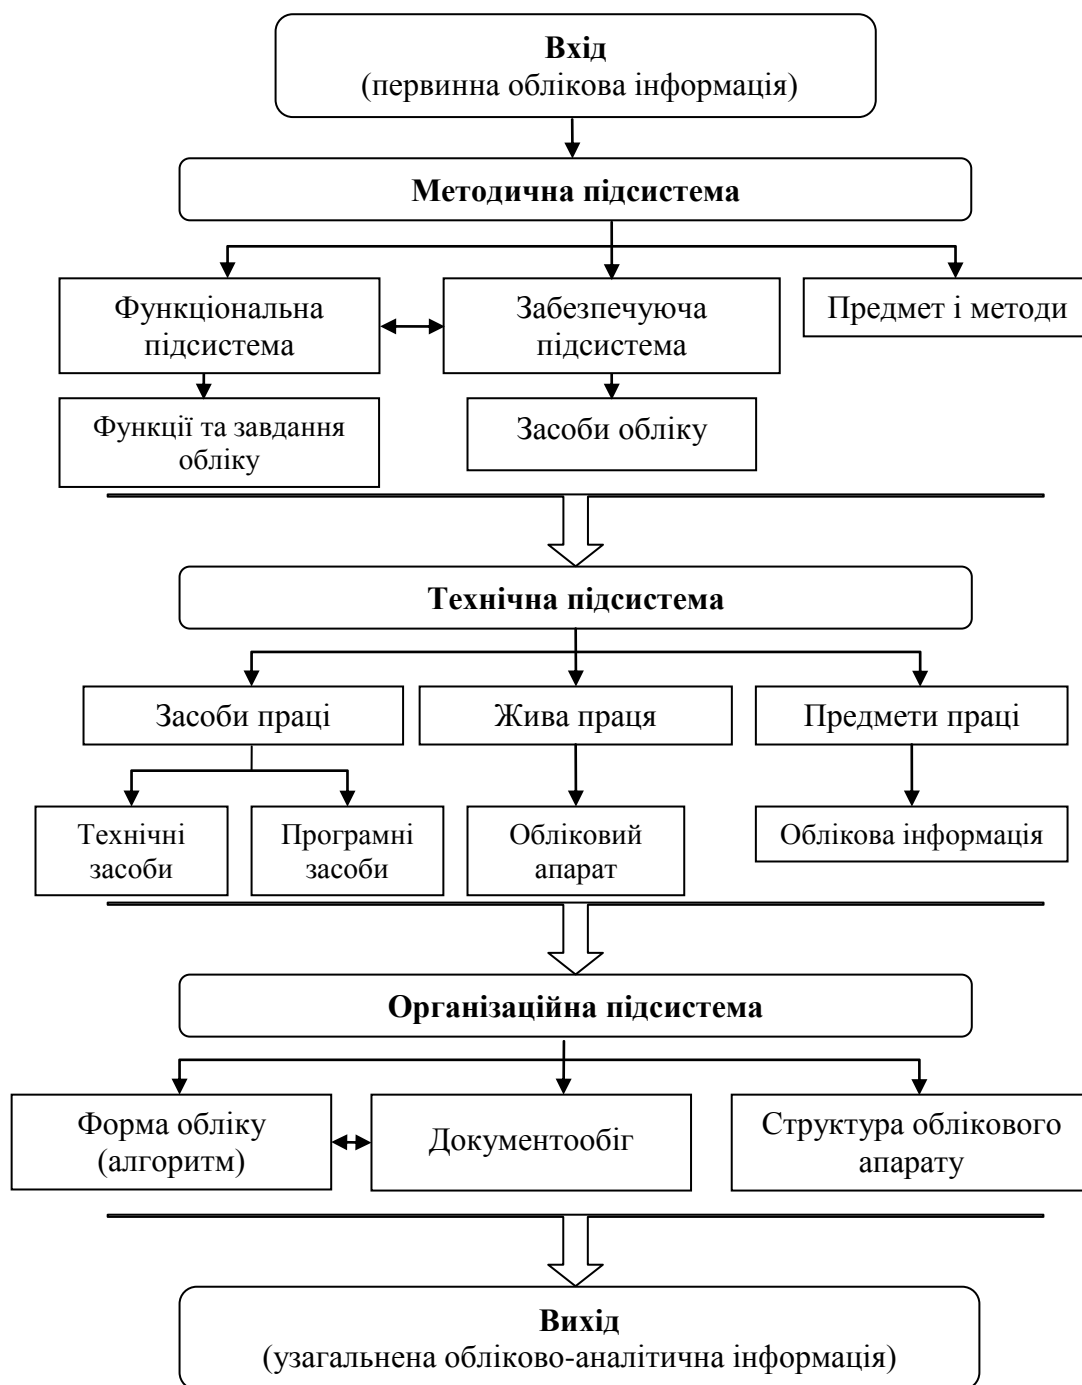 Вхід
(первинна облікова інформація)
Методична підсистема
Функціональна
підсистема
Забезпечуюча
підсистема
Предмет і методи
Функції та завдання
обліку
Засоби обліку
Технічна підсистема
Засоби праці
Жива праця
Предмети праці
Технічні
засоби
Програмні
засоби
Обліковий
апарат
Облікова інформація
Організаційна підсистема
Форма обліку
(алгоритм)
Документообіг
Структура облікового
апарату
Вихід
(узагальнена обліково-аналітична інформація)